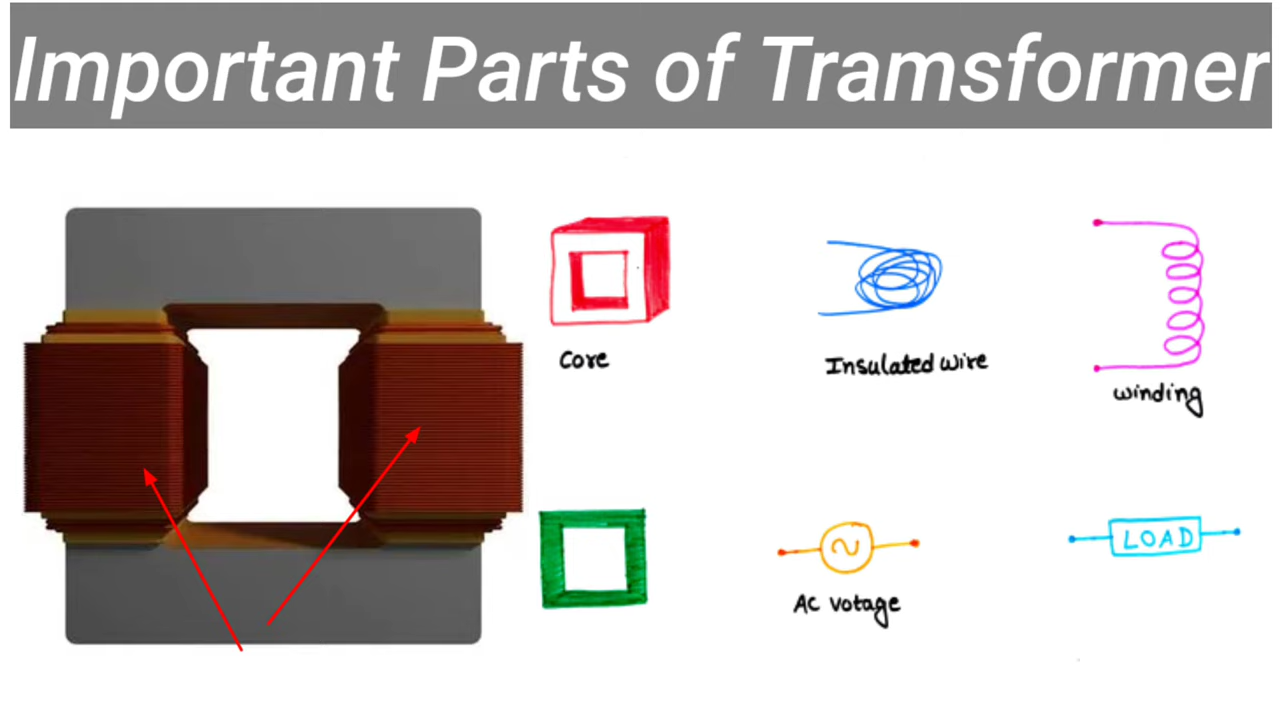 Important Parts of Tramsformer
Core
Insulated wire
winding
AC votage
LOAD